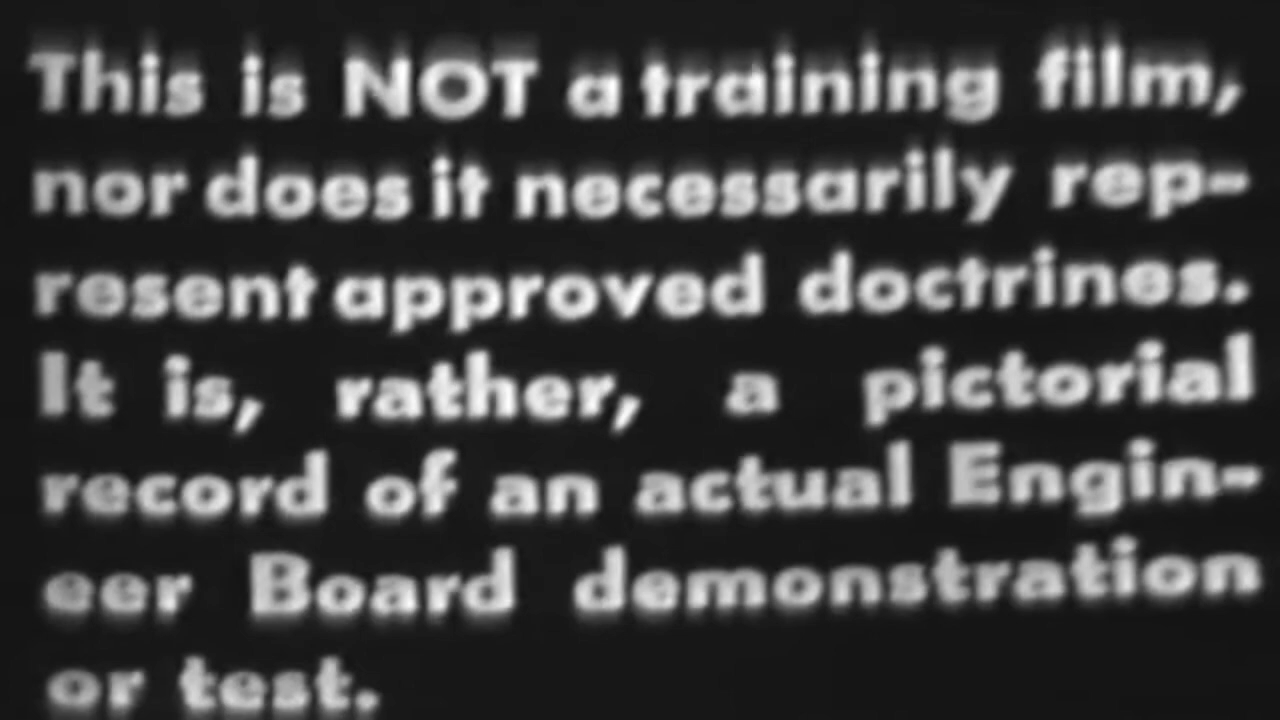 This is NOT a training film,
nor does it necessarily rep-
resent approved doctrines.
It is, rather, a pictorial
record of an actual Engin-
eer Board demonstration
or test.